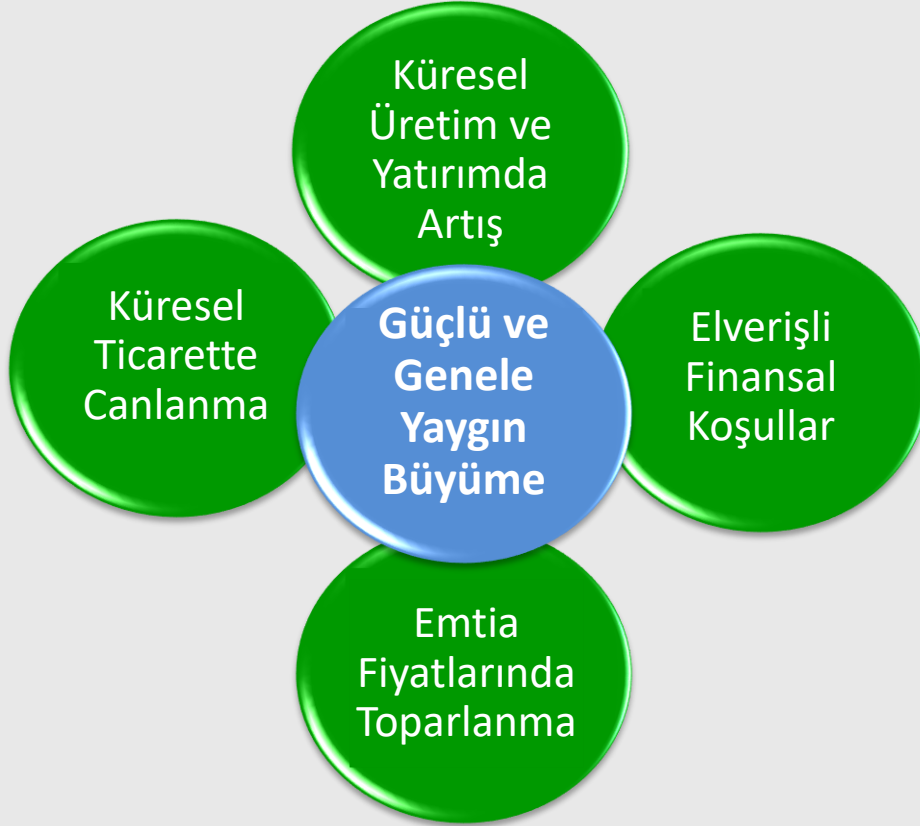 Küresel
Üretim ve
Yatırımda
Artış
Küresel
Ticarette
Canlanma
Güçlü ve
Genele
Yaygın
Büyüme
Elverişli
Finansal
Koşullar
Emtia
Fiyatlarında
Toparlanma